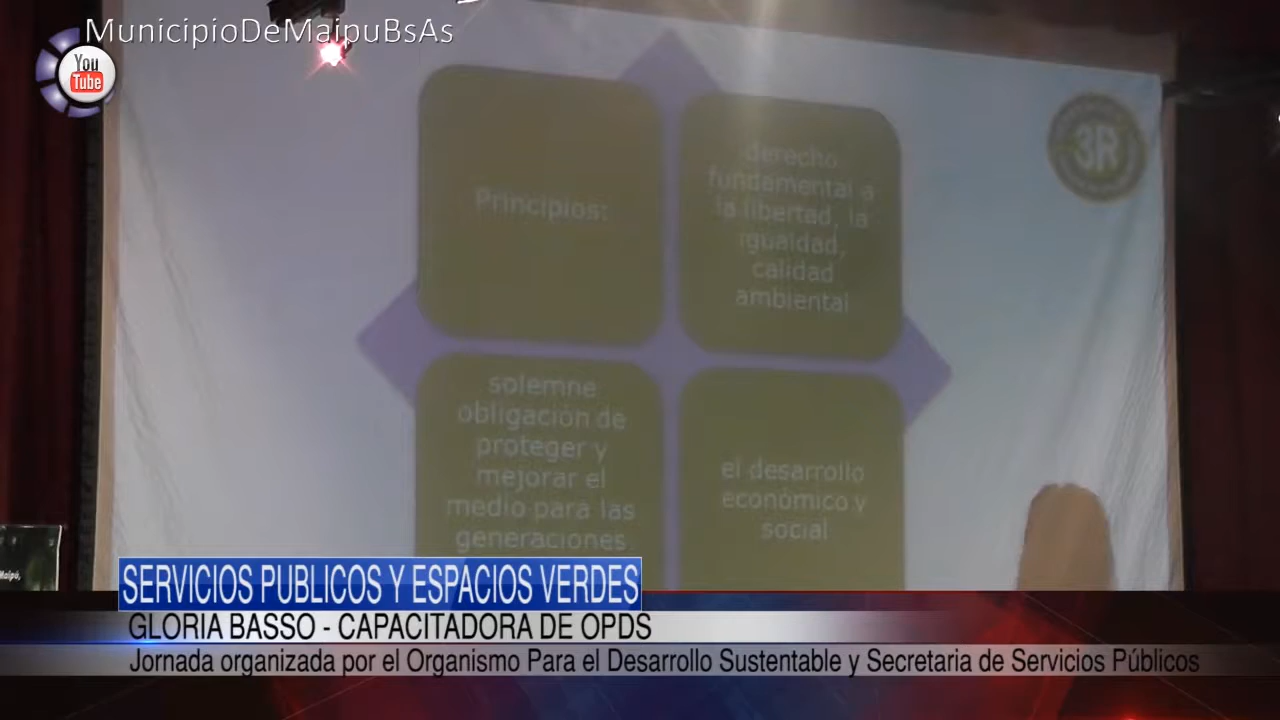 MunicipioDeMaipuBsAs
You
Tube
3R
Principios:
derecho
fundamental a
la libertad, la
igualdad,
calidad
ambiental
solemne
obligación de
proteger y
mejorar el
medio para las
generaciones
el desarrollo
económico y
social
Maipú,
SERVICIOS PUBLICOS Y ESPACIOS VERDES
GLORIA BASSO - CAPACITADORA DE OPDS
Jornada organizada por el Organismo Para el Desarrollo Sustentable y Secretaria de Servicios Públicos